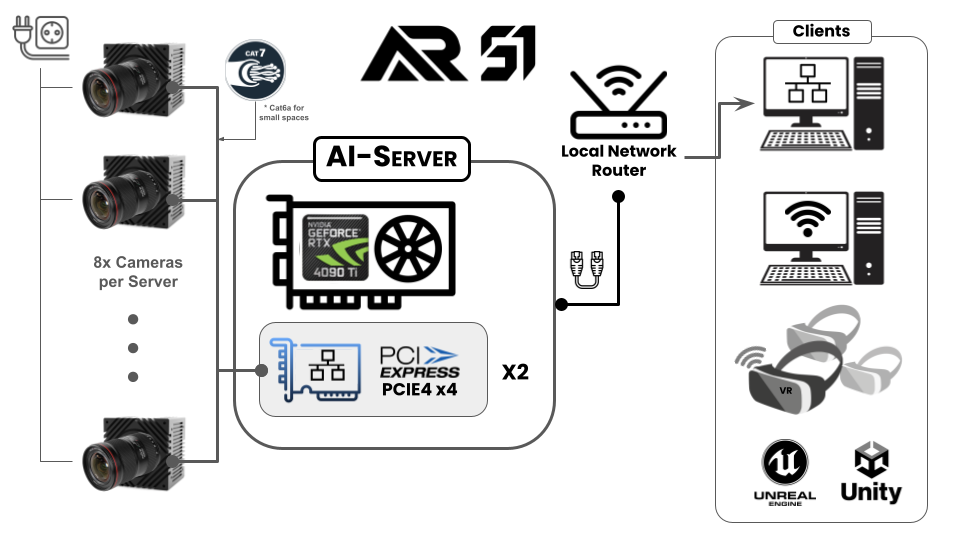 CAT 7
* Cat6a for
small spaces
AR 51
8x Cameras
per Server
AI-SERVER
NVIDIA
GEFORCE
RTX
4090 Ti
PCI
EXPRESS
PCIE4 x4
X2
Local Network
Router
Clients
VR
UNREAL
ENGINE
Unity